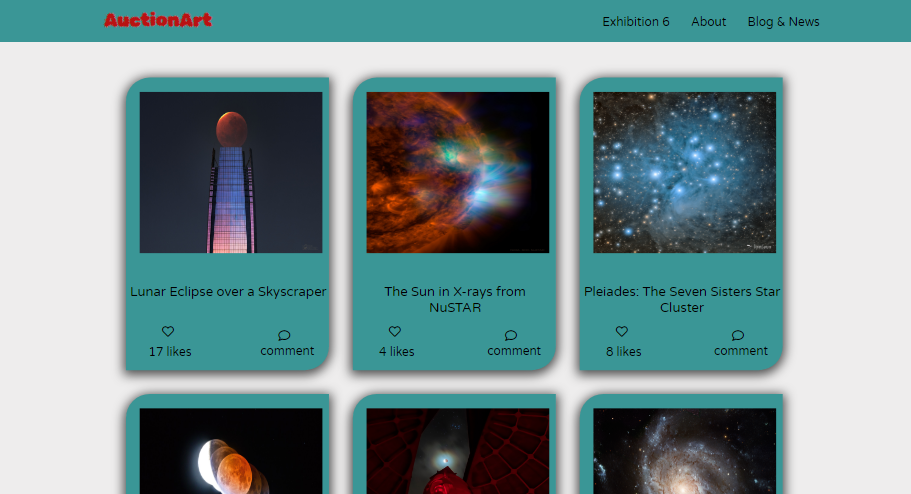 AuctionArt
Exhibition 6
About
Blog & News
Lunar Eclipse over a Skyscraper
The Sun in X-rays from
NuSTAR
Pleiades: The Seven Sisters Star
Cluster
17 likes
comment
4 likes
comment
8 likes
comment